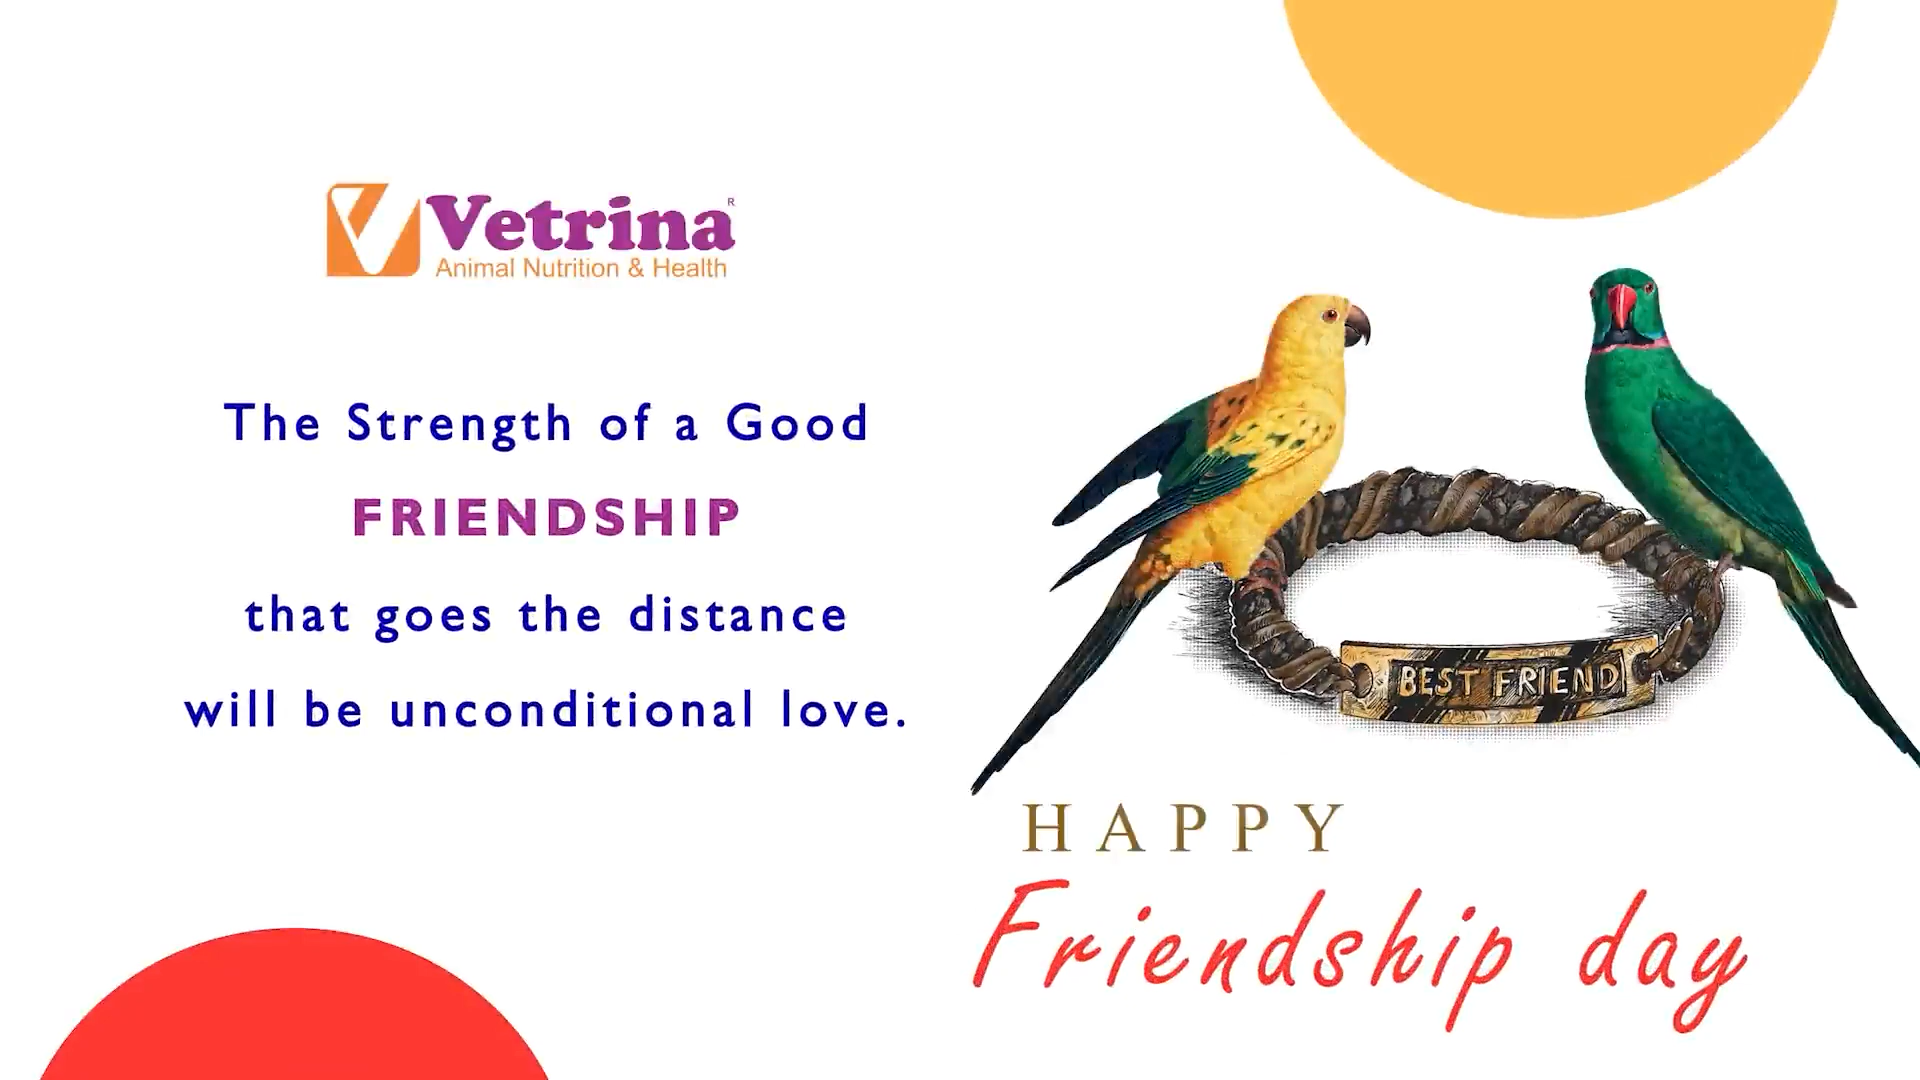 Vetrina R
Animal Nutrition & Health
The Strength of a Good
FRIENDSHIP
that goes the distance
will be unconditional love.
BEST FRIEND
HAPPY
Friendship day